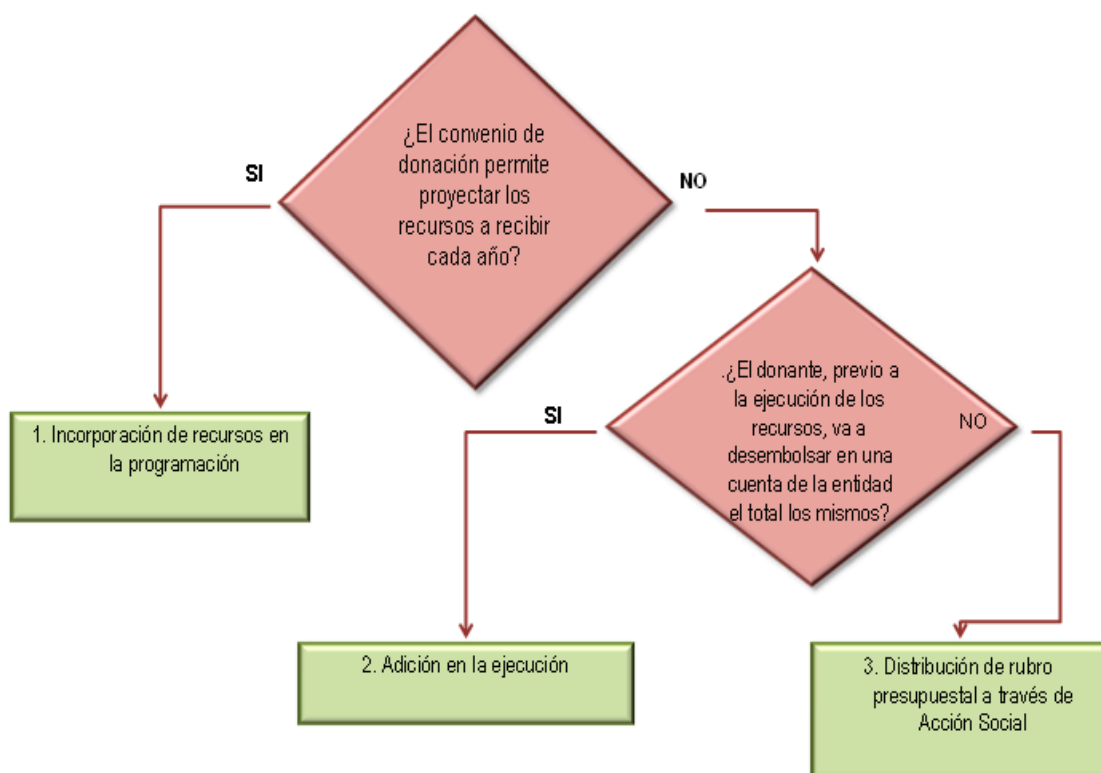 ¿El convenio de
donación permite
proyectar los
recursos a recibir
cada año?
SI
NO
.¿El donante, previo a
la ejecución de los
recursos, va a
desembolsar en una
cuenta de la entidad
el total los mismos?
SI
NO
1. Incorporación de recursos en
la programación
2. Adición en la ejecución
3. Distribución de rubro
presupuestal a través de
Acción Social